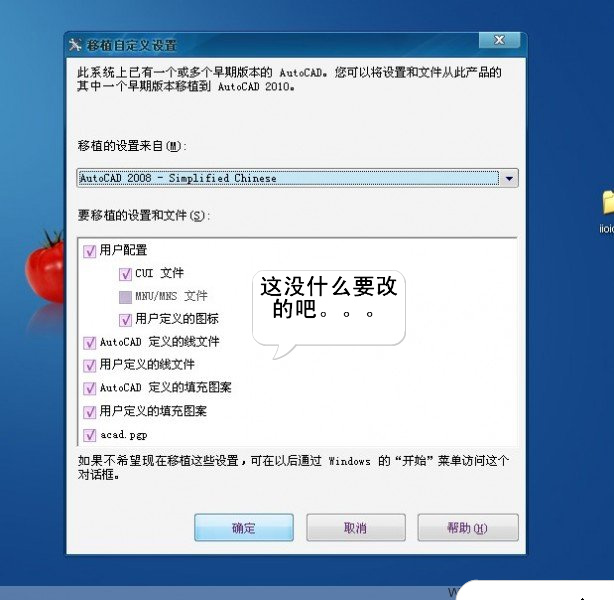 移植自定义设置
此系统上已有一个或多个早期版本的 AutoCAD。您可以将设置和文件从此产品的
其中一个早期版本移植到 AutoCAD 2010。
移植的设置来自(M):
AutoCAD 2008 - Simplified Chinese
要移植的设置和文件(S):
用户配置
CUI 文件
MNU/MNS 文件
用户定义的图标
AutoCAD 定义的线文件
用户定义的线文件
AutoCAD 定义的填充图案
用户定义的填充图案
acad.pgp
这没什么要改
的吧。。。
如果不希望现在移植这些设置,可在以后通过 Windows 的“开始”菜单访问这个
对话框。
确定
取消
帮助(H)